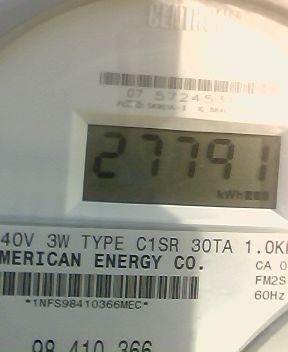 CENTRON
07 572453
27791
kWh
40V 3W TYPE C1SR 30TA 1.0K
MERICAN ENERGY CO.
CA 0
FM2S
60Hz
*1NFS98410366MEC*
98 410 366